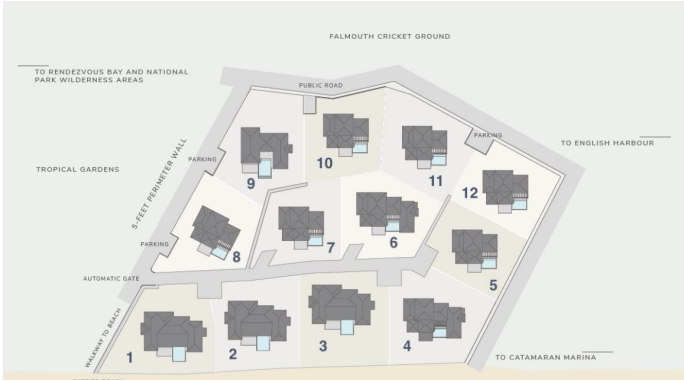 FALMOUTH CRICKET GROUND
TO RENDEZVOUS BAY AND NATIONAL
PARK WILDERNESS AREAS
PUBLIC ROAD
PARKING
TO ENGLISH HARBOUR
TROPICAL GARDENS
5-FEET PERIMETER WALL
PARKING
10
11
9
12
8
7
6
PARKING
5
AUTOMATIC GATE
WALKWAY TO BEACH
1
2
3
4
TO CATAMARAN MARINA